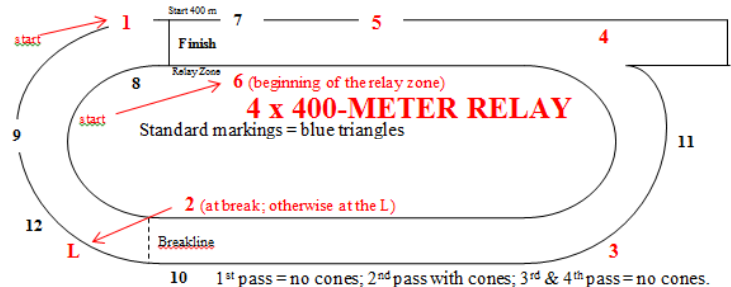 Start 400 m
1 7 5
start
Finish 4
Relay Zone
8 6 (beginning of the relay zone)
4 x 400-METER RELAY
start
Standard markings = blue triangles
9 11
2 (at break; otherwise at the L)
12
L Breakline 3
10 1st pass = no cones; 2nd pass with cones; 3rd & 4th pass = no cones.